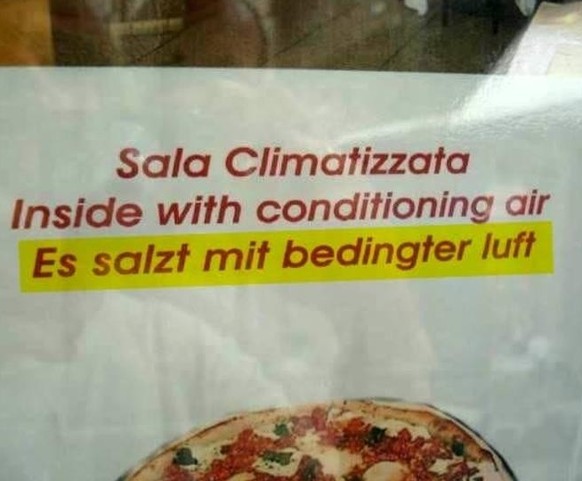 Sala Climatizzata
Inside with conditioning air
Es salzt mit bedingter luft